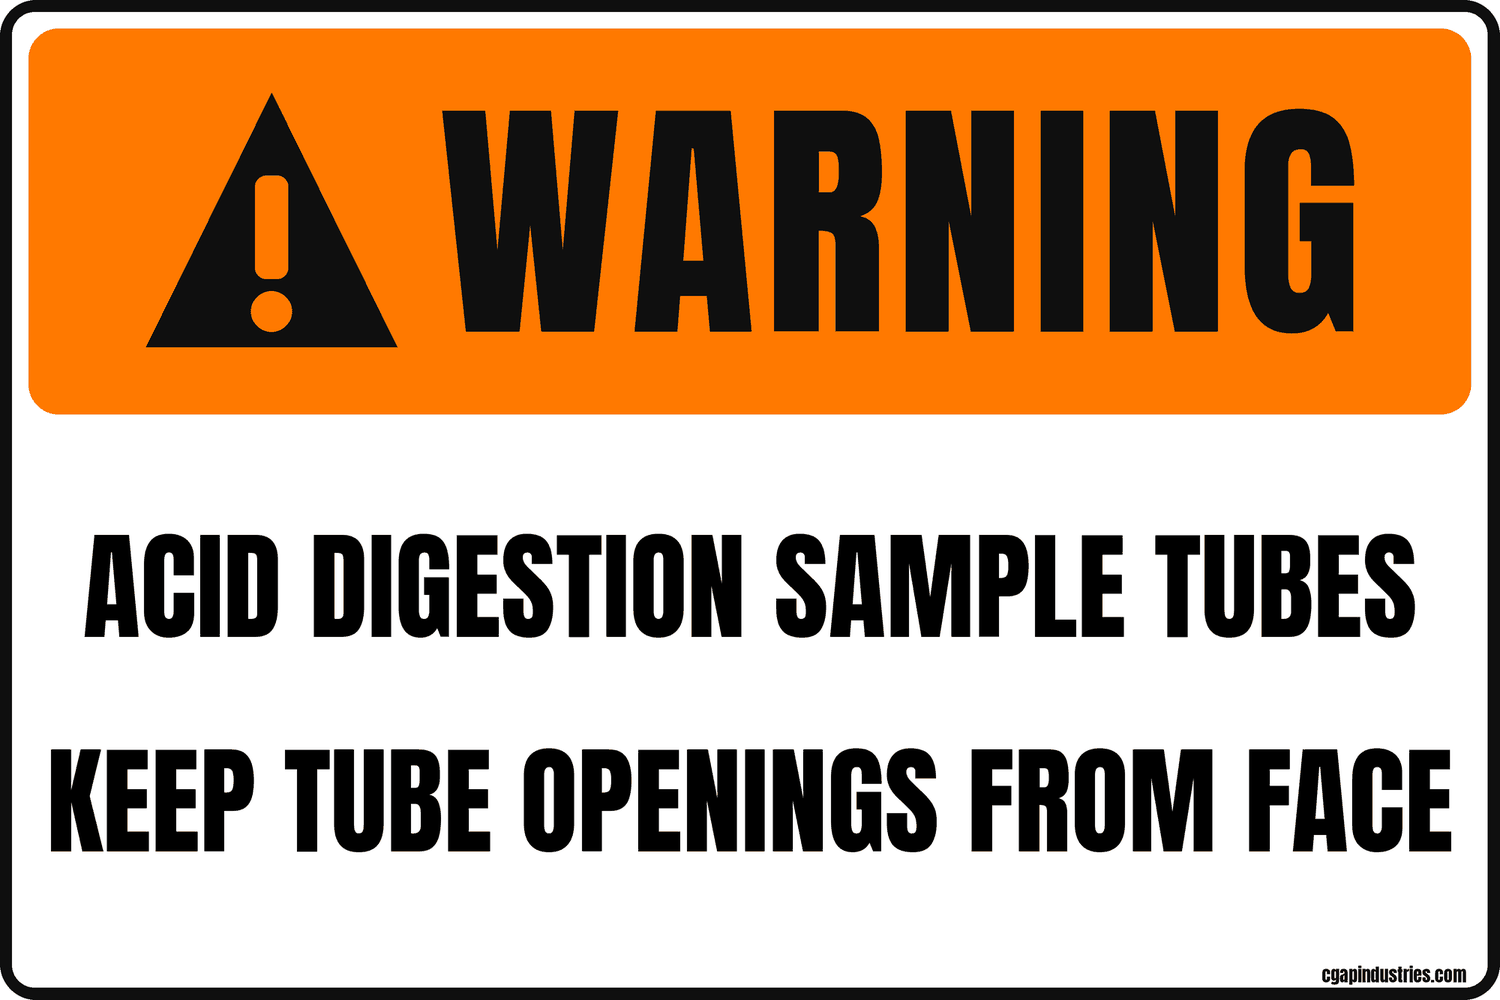 WARNING
ACID DIGESTION SAMPLE TUBES
KEEP TUBE OPENINGS FROM FACE
cgapindustries.com